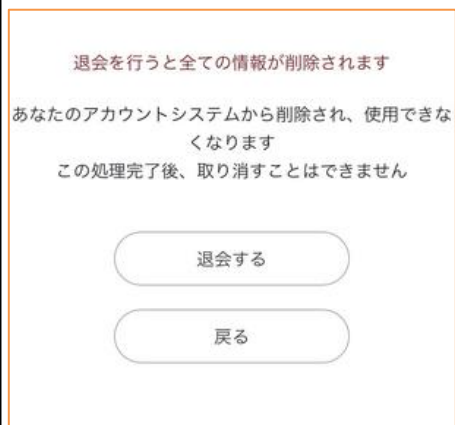 退会を行うと全ての情報が削除されます
あなたのアカウントシステムから削除され、使用できな
くなります
この処理完了後、取り消すことはできません
退会する
戻る